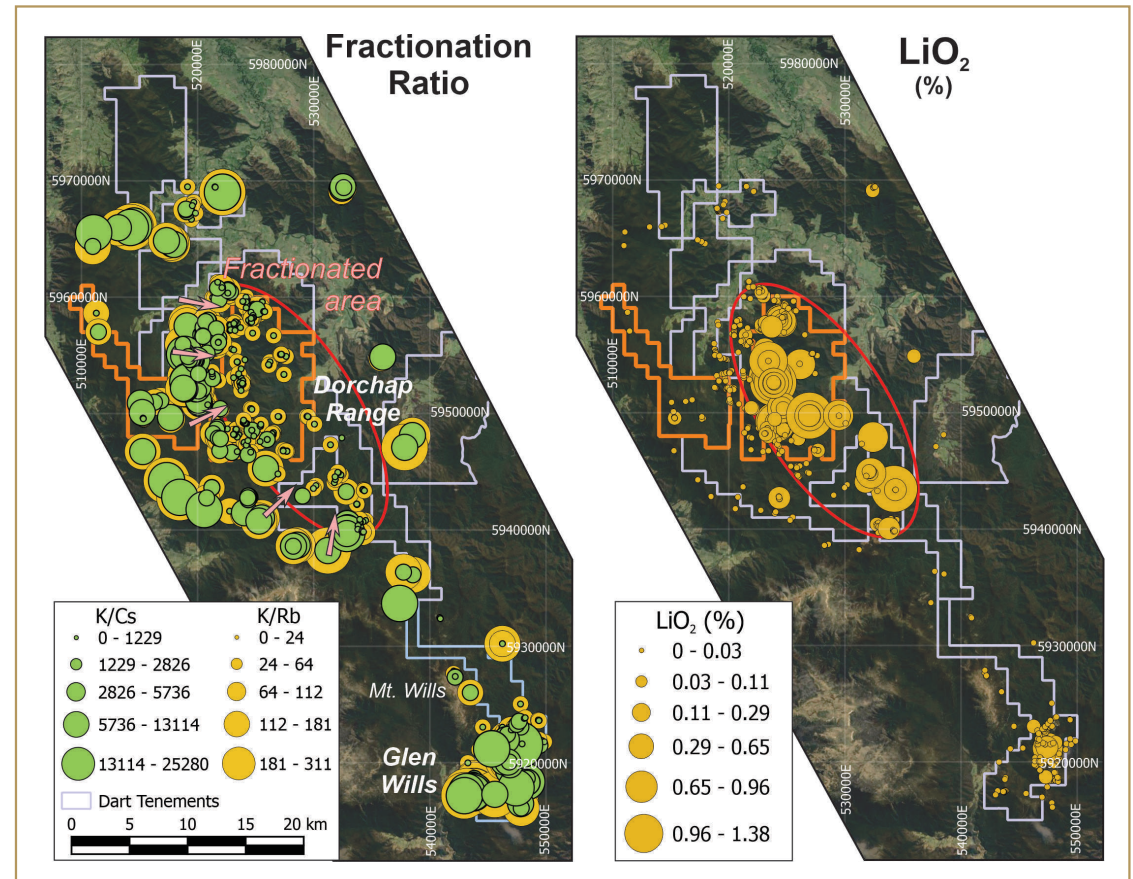 Fractionation
Ratio
520000E
5980000N
530000E
5970000N
Fractionated
area
5960000N
510000E
Dorchap
Range
5950000N
5940000N
K/Cs
K/Rb
0 - 1229
0 - 24
1229 - 2826
24 - 64
2826 - 5736
64 - 112
5736 - 13114
112 - 181
13114 - 25280
181 - 311
Dart Tenements
0 5 10 15 20 km
5930000N
Mt. Wills
Glen
Wills
5920000N
540000E
550000E
LiO₂
(%)
520000E
5980000N
530000E
5970000N
5960000N
510000E
5950000N
5940000N
LiO₂ (%)
0 - 0.03
0.03 - 0.11
0.11 - 0.29
0.29 - 0.65
0.65 - 0.96
0.96 - 1.38
5930000N
5920000N
530000E
540000E
550000E